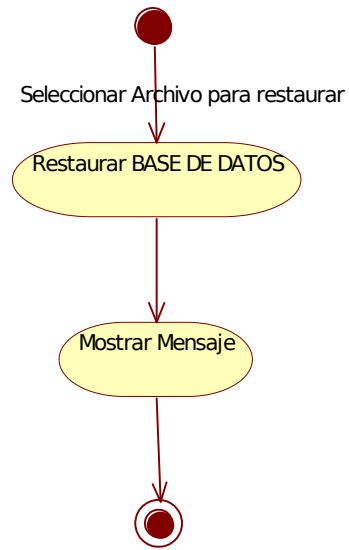 Seleccionar Archivo para restaurar
Restaurar BASE DE DATOS
Mostrar Mensaje